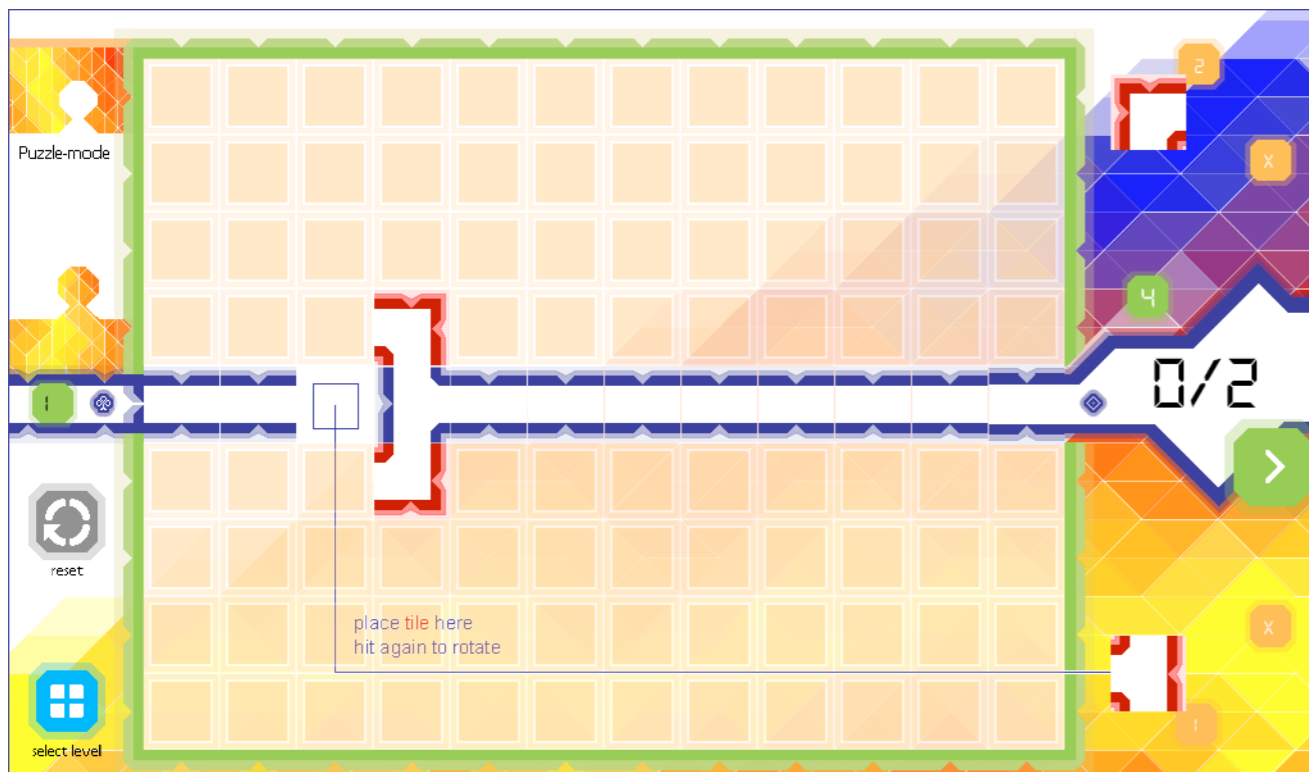 2
Puzzle-mode
x
4
0/2
1
reset
place tile here
hit again to rotate
x
1
select level